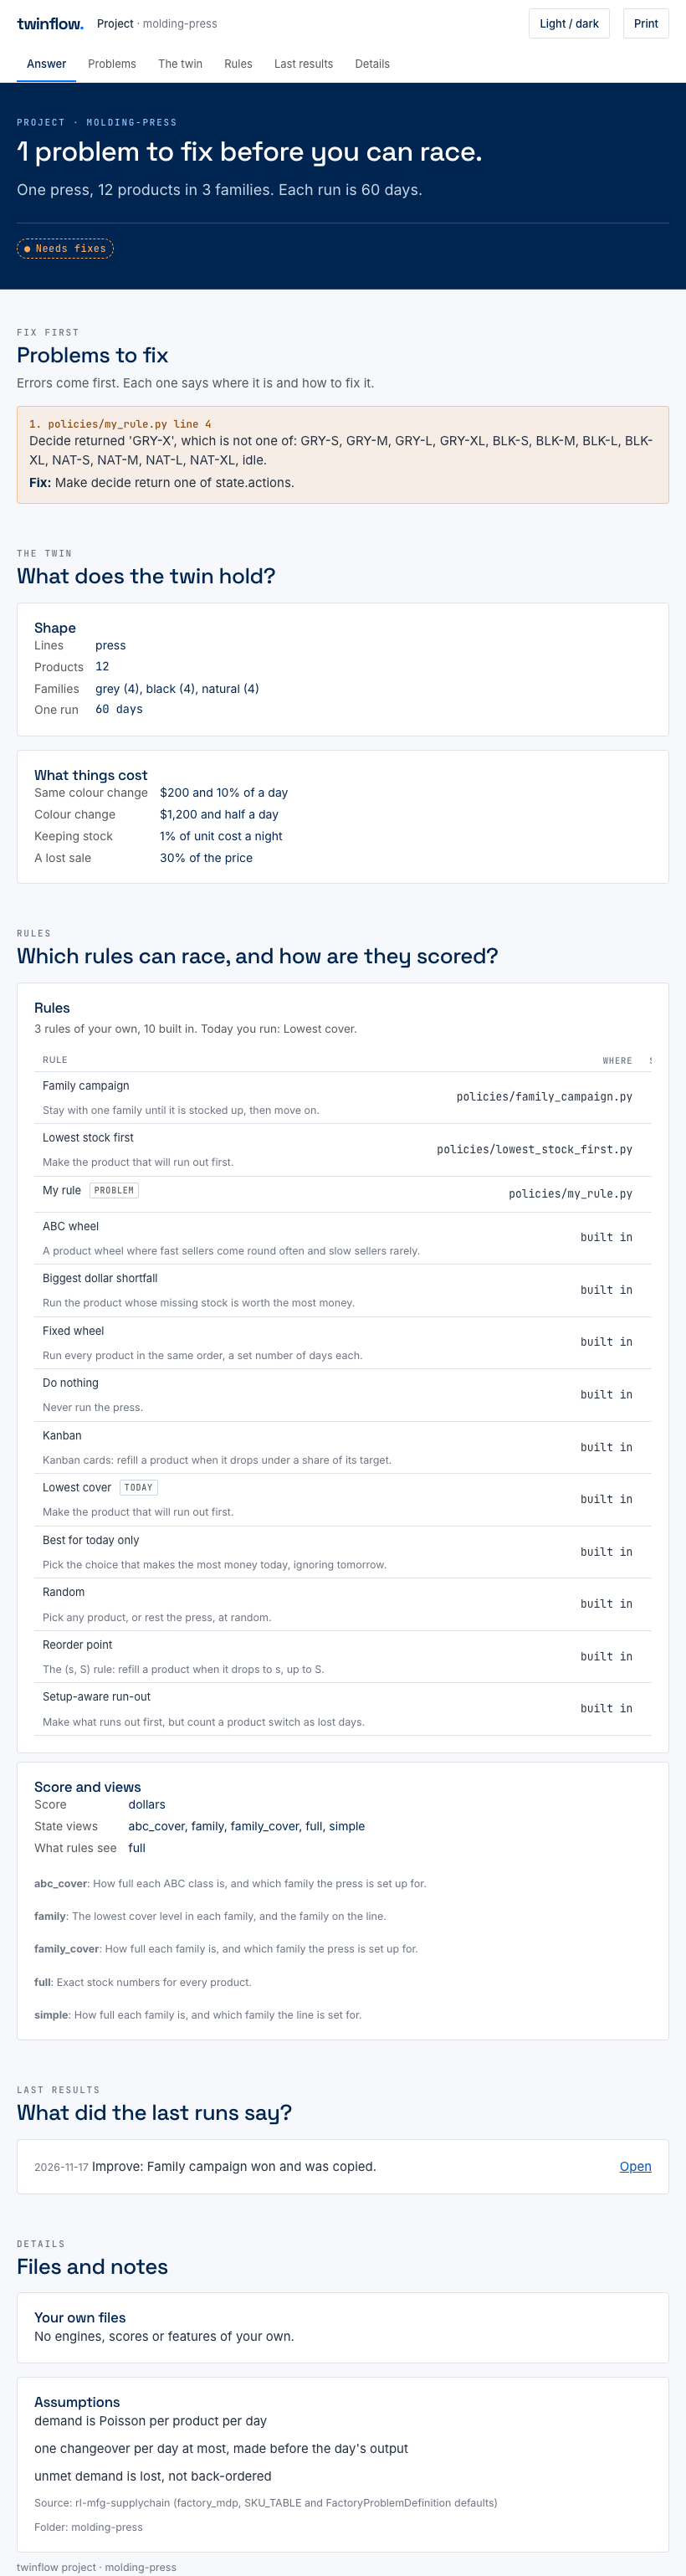 twinflow. Project · molding-press Light / dark Print
Answer Problems The twin Rules Last results Details
PROJECT · MOLDING-PRESS
1 problem to fix before you can race.
One press, 12 products in 3 families. Each run is 60 days.
Needs fixes
FIX FIRST
Problems to fix
Errors come first. Each one says where it is and how to fix it.
1. policies/my_rule.py line 4
Decide returned 'GRY-X', which is not one of: GRY-S, GRY-M, GRY-L, GRY-XL, BLK-S, BLK-M, BLK-L, BLK-
XL, NAT-S, NAT-M, NAT-L, NAT-XL, idle.
Fix: Make decide return one of state.actions.
THE TWIN
What does the twin hold?
Shape
Lines press
Products 12
Families grey (4), black (4), natural (4)
One run 60 days
What things cost
Same colour change $200 and 10% of a day
Colour change $1,200 and half a day
Keeping stock 1% of unit cost a night
A lost sale 30% of the price
RULES
Which rules can race, and how are they scored?
Rules
3 rules of your own, 10 built in. Today you run: Lowest cover.
RULE WHERE
Family campaign
Stay with one family until it is stocked up, then move on.
policies/family_campaign.py
Lowest stock first
Make the product that will run out first.
policies/lowest_stock_first.py
My rule PROBLEM policies/my_rule.py
ABC wheel
A product wheel where fast sellers come round often and slow sellers rarely.
built in
Biggest dollar shortfall
Run the product whose missing stock is worth the most money.
built in
Fixed wheel
Run every product in the same order, a set number of days each.
built in
Do nothing
Never run the press.
built in
Kanban
Kanban cards: refill a product when it drops under a share of its target.
built in
Lowest cover TODAY
Make the product that will run out first.
built in
Best for today only
Pick the choice that makes the most money today, ignoring tomorrow.
built in
Random
Pick any product, or rest the press, at random.
built in
Reorder point
The (s, S) rule: refill a product when it drops to s, up to S.
built in
Setup-aware run-out
Make what runs out first, but count a product switch as lost days.
built in
Score and views
Score dollars
State views abc_cover, family, family_cover, full, simple
What rules see full
abc_cover: How full each ABC class is, and which family the press is set up for.
family: The lowest cover level in each family, and the family on the line.
family_cover: How full each family is, and which family the press is set up for.
full: Exact stock numbers for every product.
simple: How full each family is, and which family the line is set for.
LAST RESULTS
What did the last runs say?
2026-11-17 Improve: Family campaign won and was copied. Open
DETAILS
Files and notes
Your own files
No engines, scores or features of your own.
Assumptions
demand is Poisson per product per day
one changeover per day at most, made before the day's output
unmet demand is lost, not back-ordered
Source: rl-mfg-supplychain (factory_mdp, SKU_TABLE and FactoryProblemDefinition defaults)
Folder: molding-press
twinflow project · molding-press